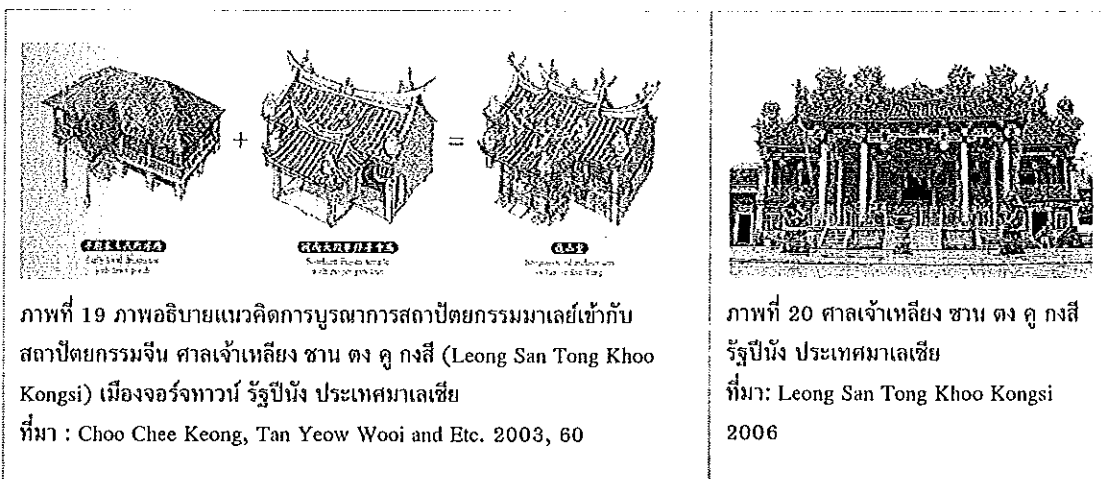 +
=
ภาพที่ 19 ภาพอธิบายแนวคิดการบูรณาการสถาปัตยกรรมมาเลย์เข้ากับ
สถาปัตยกรรมจีน ศาลเจ้าเหลียง ซาน ตง คู กงสี (Leong San Tong Khoo
Kongsi) เมืองจอร์จทาวน์ รัฐปีนัง ประเทศมาเลเซีย
ที่มา : Choo Chee Keong, Tan Yeow Wooi and Etc. 2003, 60
ภาพที่ 20 ศาลเจ้าเหลียง ซวน ตง คู กงสี
รัฐปีนัง ประเทศมาเลเซีย
ที่มา: Leong San Tong Khoo Kongsi
2006